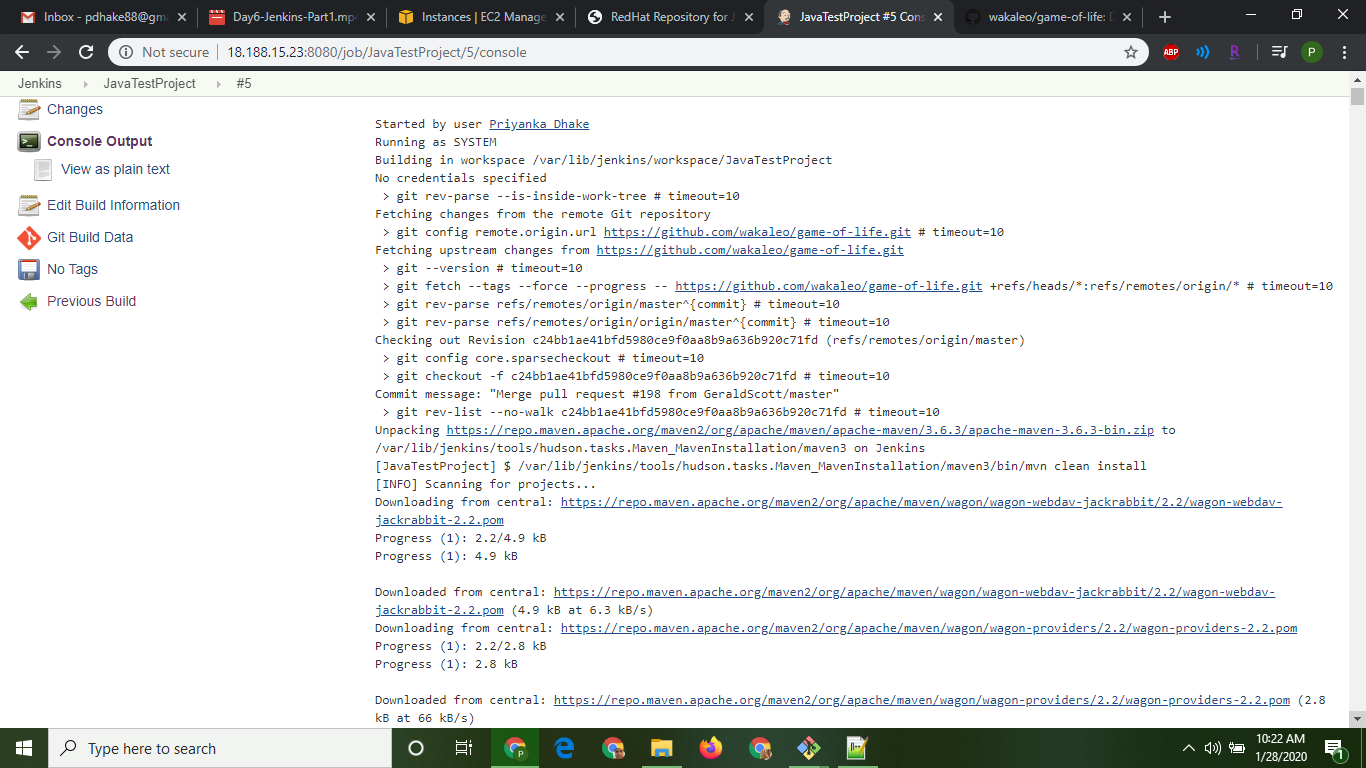 Inbox - pdhake88@gm
Day6-Jenkins-Part1.mp4
Instances | EC2 Manage
RedHat Repository for J
JavaTestProject #5 Cons
wakaleo/game-of-life: D
Not secure | 18.188.15.23:8080/job/JavaTestProject/5/console
ABP
R
P
Jenkins
JavaTestProject
#5
Changes
Console Output
View as plain text
Edit Build Information
Git Build Data
No Tags
Previous Build
Started by user Priyanka Dhake
Running as SYSTEM
Building in workspace /var/lib/jenkins/workspace/JavaTestProject
No credentials specified
 > git rev-parse --is-inside-work-tree # timeout=10
Fetching changes from the remote Git repository
 > git config remote.origin.url https://github.com/wakaleo/game-of-life.git # timeout=10
Fetching upstream changes from https://github.com/wakaleo/game-of-life.git
 > git --version # timeout=10
 > git fetch --tags --force --progress -- https://github.com/wakaleo/game-of-life.git +refs/heads/*:refs/remotes/origin/* # timeout=10
 > git rev-parse refs/remotes/origin/master^{commit} # timeout=10
 > git rev-parse refs/remotes/origin/origin/master^{commit} # timeout=10
Checking out Revision c24bb1ae41bfd5980ce9f0aa8b9a636b920c71fd (refs/remotes/origin/master)
 > git config core.sparsecheckout # timeout=10
 > git checkout -f c24bb1ae41bfd5980ce9f0aa8b9a636b920c71fd # timeout=10
Commit message: "Merge pull request #198 from GeraldScott/master"
 > git rev-list --no-walk c24bb1ae41bfd5980ce9f0aa8b9a636b920c71fd # timeout=10
Unpacking https://repo.maven.apache.org/maven2/org/apache/maven/apache-maven/3.6.3/apache-maven-3.6.3-bin.zip to
/var/lib/jenkins/tools/hudson.tasks.Maven_MavenInstallation/maven3 on Jenkins
[JavaTestProject] $ /var/lib/jenkins/tools/hudson.tasks.Maven_MavenInstallation/maven3/bin/mvn clean install
[INFO] Scanning for projects...
Downloading from central: https://repo.maven.apache.org/maven2/org/apache/maven/wagon/wagon-webdav-jackrabbit/2.2/wagon-webdav-
jackrabbit-2.2.pom
Progress (1): 2.2/4.9 kB
Progress (1): 4.9 kB
Downloaded from central: https://repo.maven.apache.org/maven2/org/apache/maven/wagon/wagon-webdav-jackrabbit/2.2/wagon-webdav-
jackrabbit-2.2.pom (4.9 kB at 6.3 kB/s)
Downloading from central: https://repo.maven.apache.org/maven2/org/apache/maven/wagon/wagon-providers/2.2/wagon-providers-2.2.pom
Progress (1): 2.2/2.8 kB
Progress (1): 2.8 kB
Downloaded from central: https://repo.maven.apache.org/maven2/org/apache/maven/wagon/wagon-providers/2.2/wagon-providers-2.2.pom (2.8
kB at 66 kB/s)
Type here to search
10:22 AM
1/28/2020
1